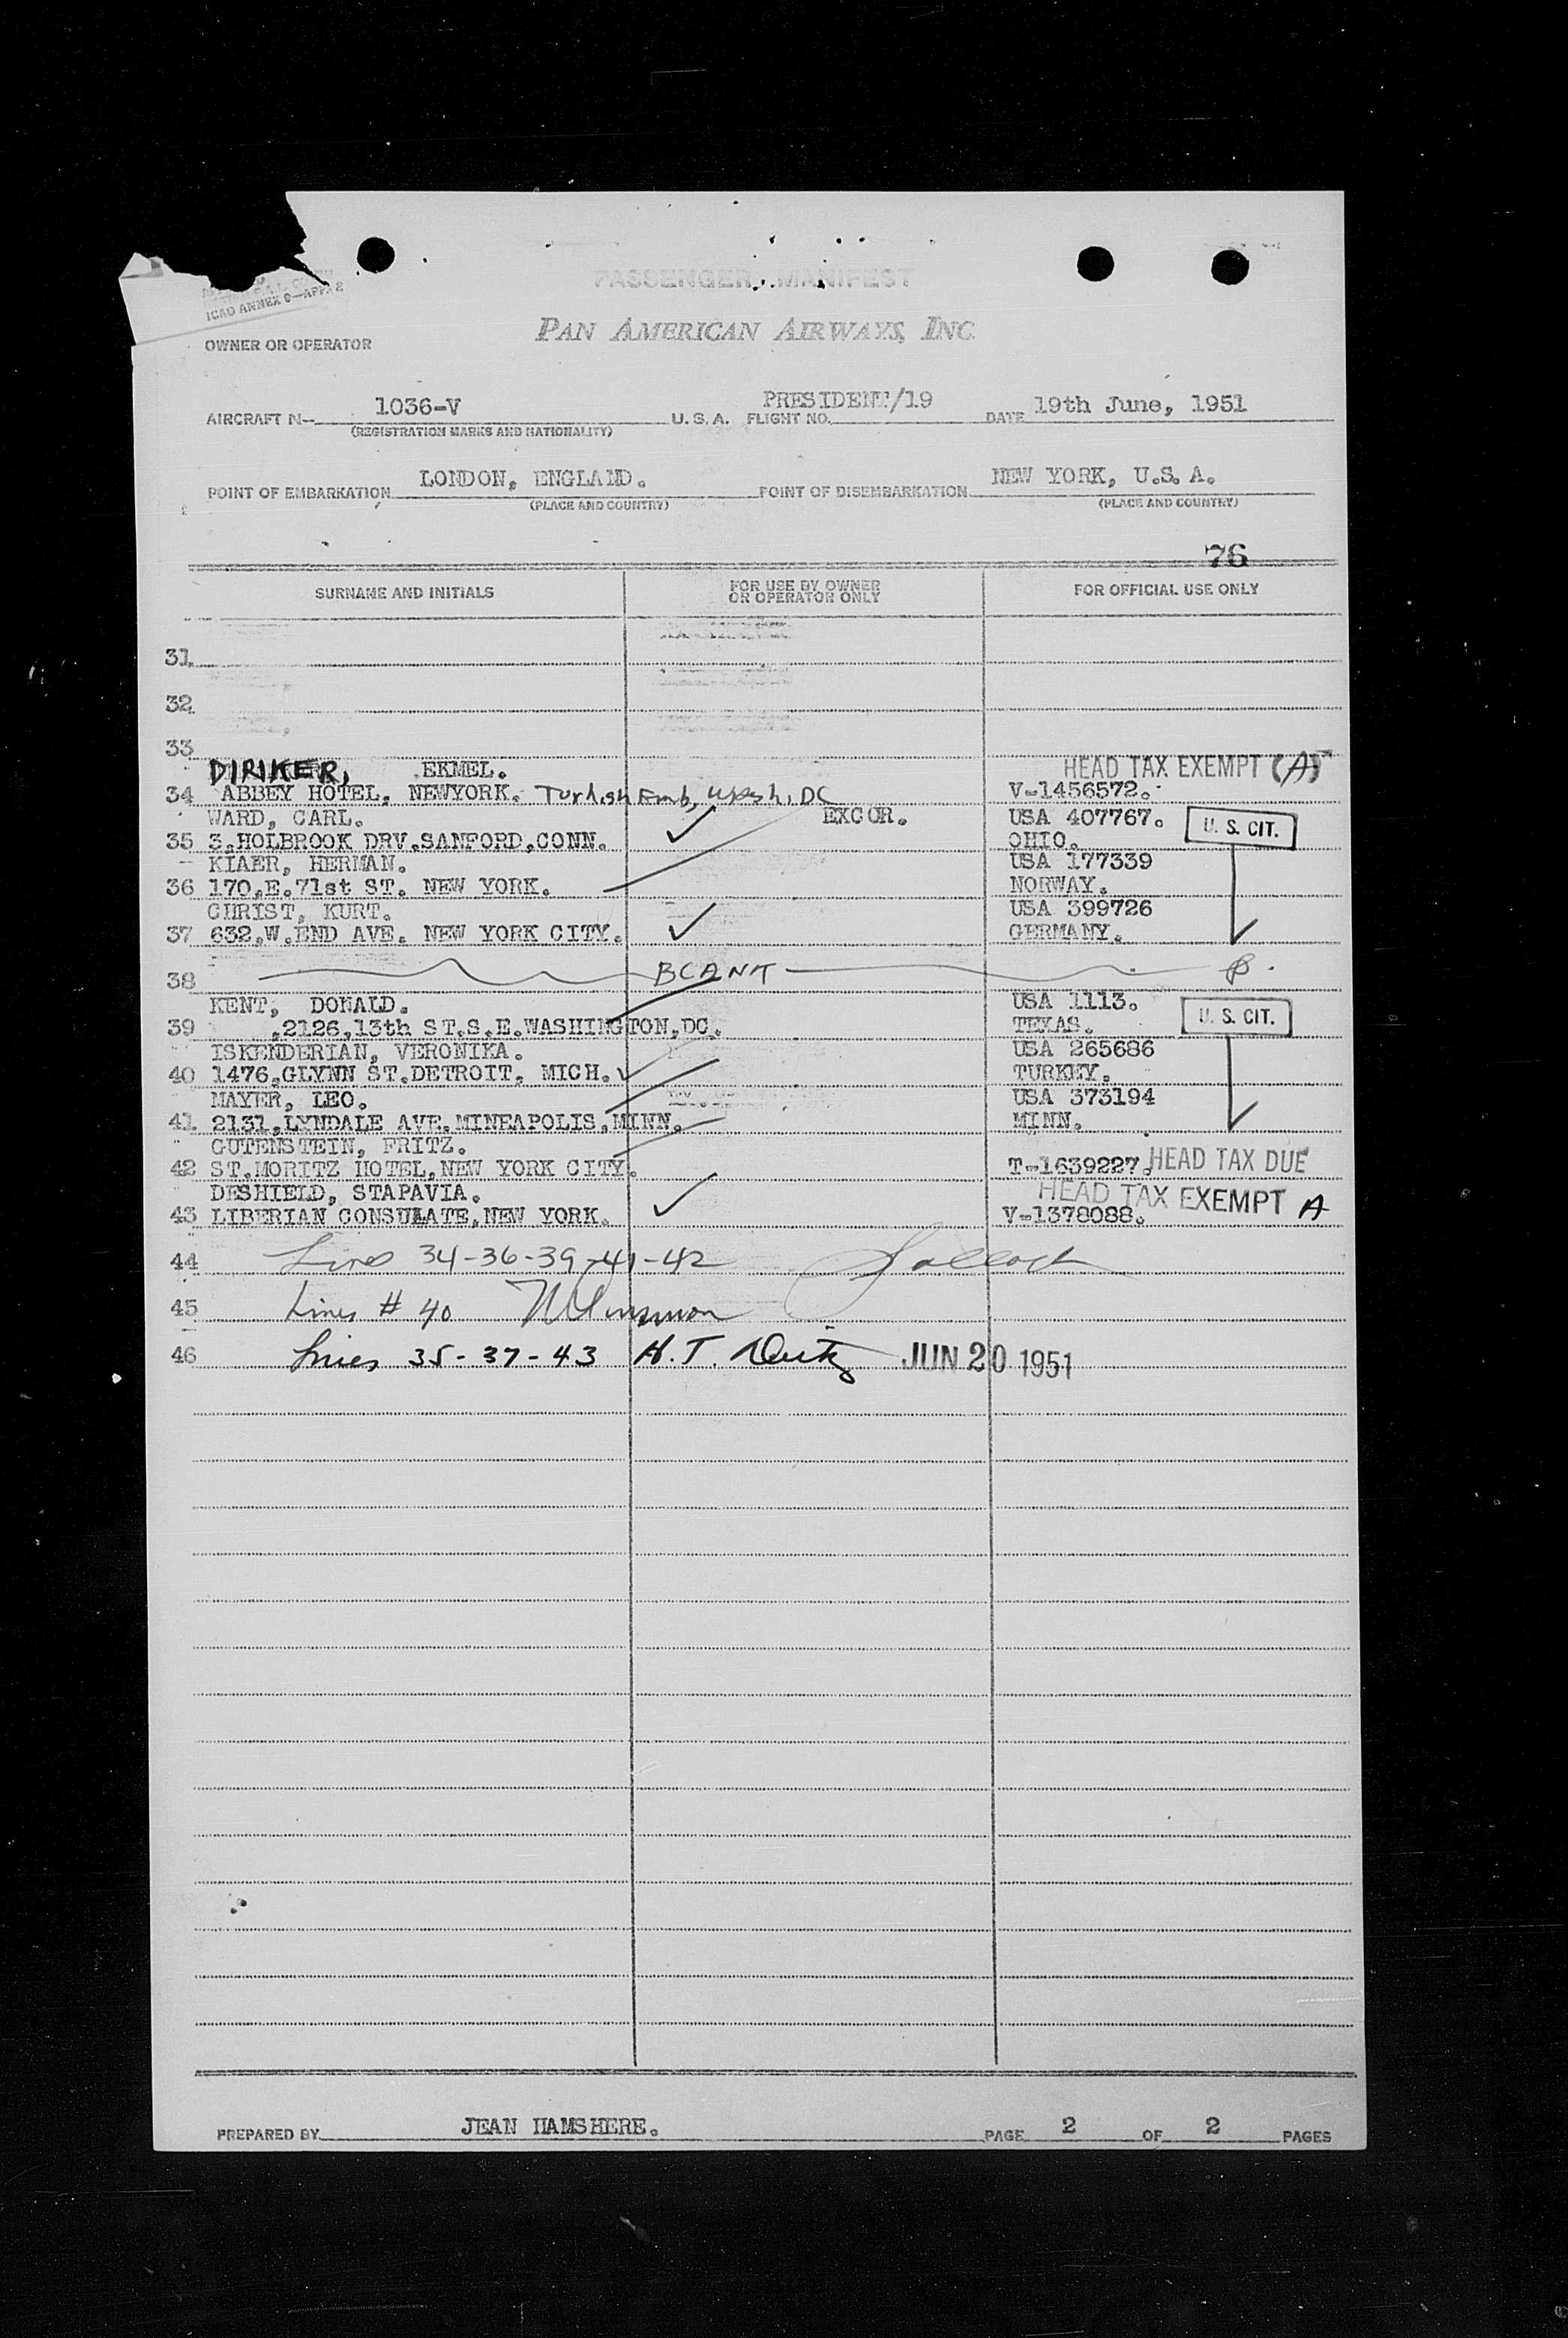 ICAO ANNEX 9—APP. 2
PASSENGER MANIFEST
PAN AMERICAN AIRWAYS, INC
OWNER OR OPERATOR
AIRCRAFT N— 1036-V U.S.A. FLIGHT NO. PRESIDENT/19 DATE 19th June, 1951
(REGISTRATION MARKS AND NATIONALITY)
POINT OF EMBARKATION LONDON, ENGLAND. POINT OF DISEMBARKATION NEW YORK, U.S.A.
(PLACE AND COUNTRY) (PLACE AND COUNTRY)
76
SURNAME AND INITIALS FOR USE BY OWNER OR OPERATOR ONLY FOR OFFICIAL USE ONLY
31
32
33
DIRIKER, EKMEL. HEAD TAX EXEMPT (A)
34 ABBEY HOTEL, NEWYORK. Turkish Emb, Wash, DC V-1456572.
WARD, CARL. EXCOR. USA 407767. U. S. CIT.
35 3,HOLBROOK DRV.SANFORD,CONN. OHIO.
KIAER, HERMAN. USA 177339
36 170,E.71st ST. NEW YORK. NORWAY.
CHRIST, KURT. USA 399726
37 632,W.END AVE. NEW YORK CITY. GERMANY.
38 BLANK
KENT, DONALD. USA 1113. U. S. CIT.
39 ,2126,13th ST.S.E.WASHINGTON,DC. TEXAS.
ISKENDERIAN, VERONIKA. USA 265686
40 1476,GLYNN ST.DETROIT, MICH. TURKEY.
MAYER, LEO. USA 373194
41 2131,LYNDALE AVE,MINEAPOLIS,MINN. MINN.
GUTENSTEIN, FRITZ.
42 ST.MORITZ HOTEL,NEW YORK CITY. T-1639227. HEAD TAX DUE
DESHIELD, STAPAVIA. HEAD TAX EXEMPT A
43 LIBERIAN CONSULATE,NEW YORK. V-1378088.
44 Lines 34-36-39-41-42
45 Lines # 40
46 Lines 35-37-43 H. T. JUN 20 1951
PREPARED BY JEAN HAMSHERE. PAGE 2 OF 2 PAGES